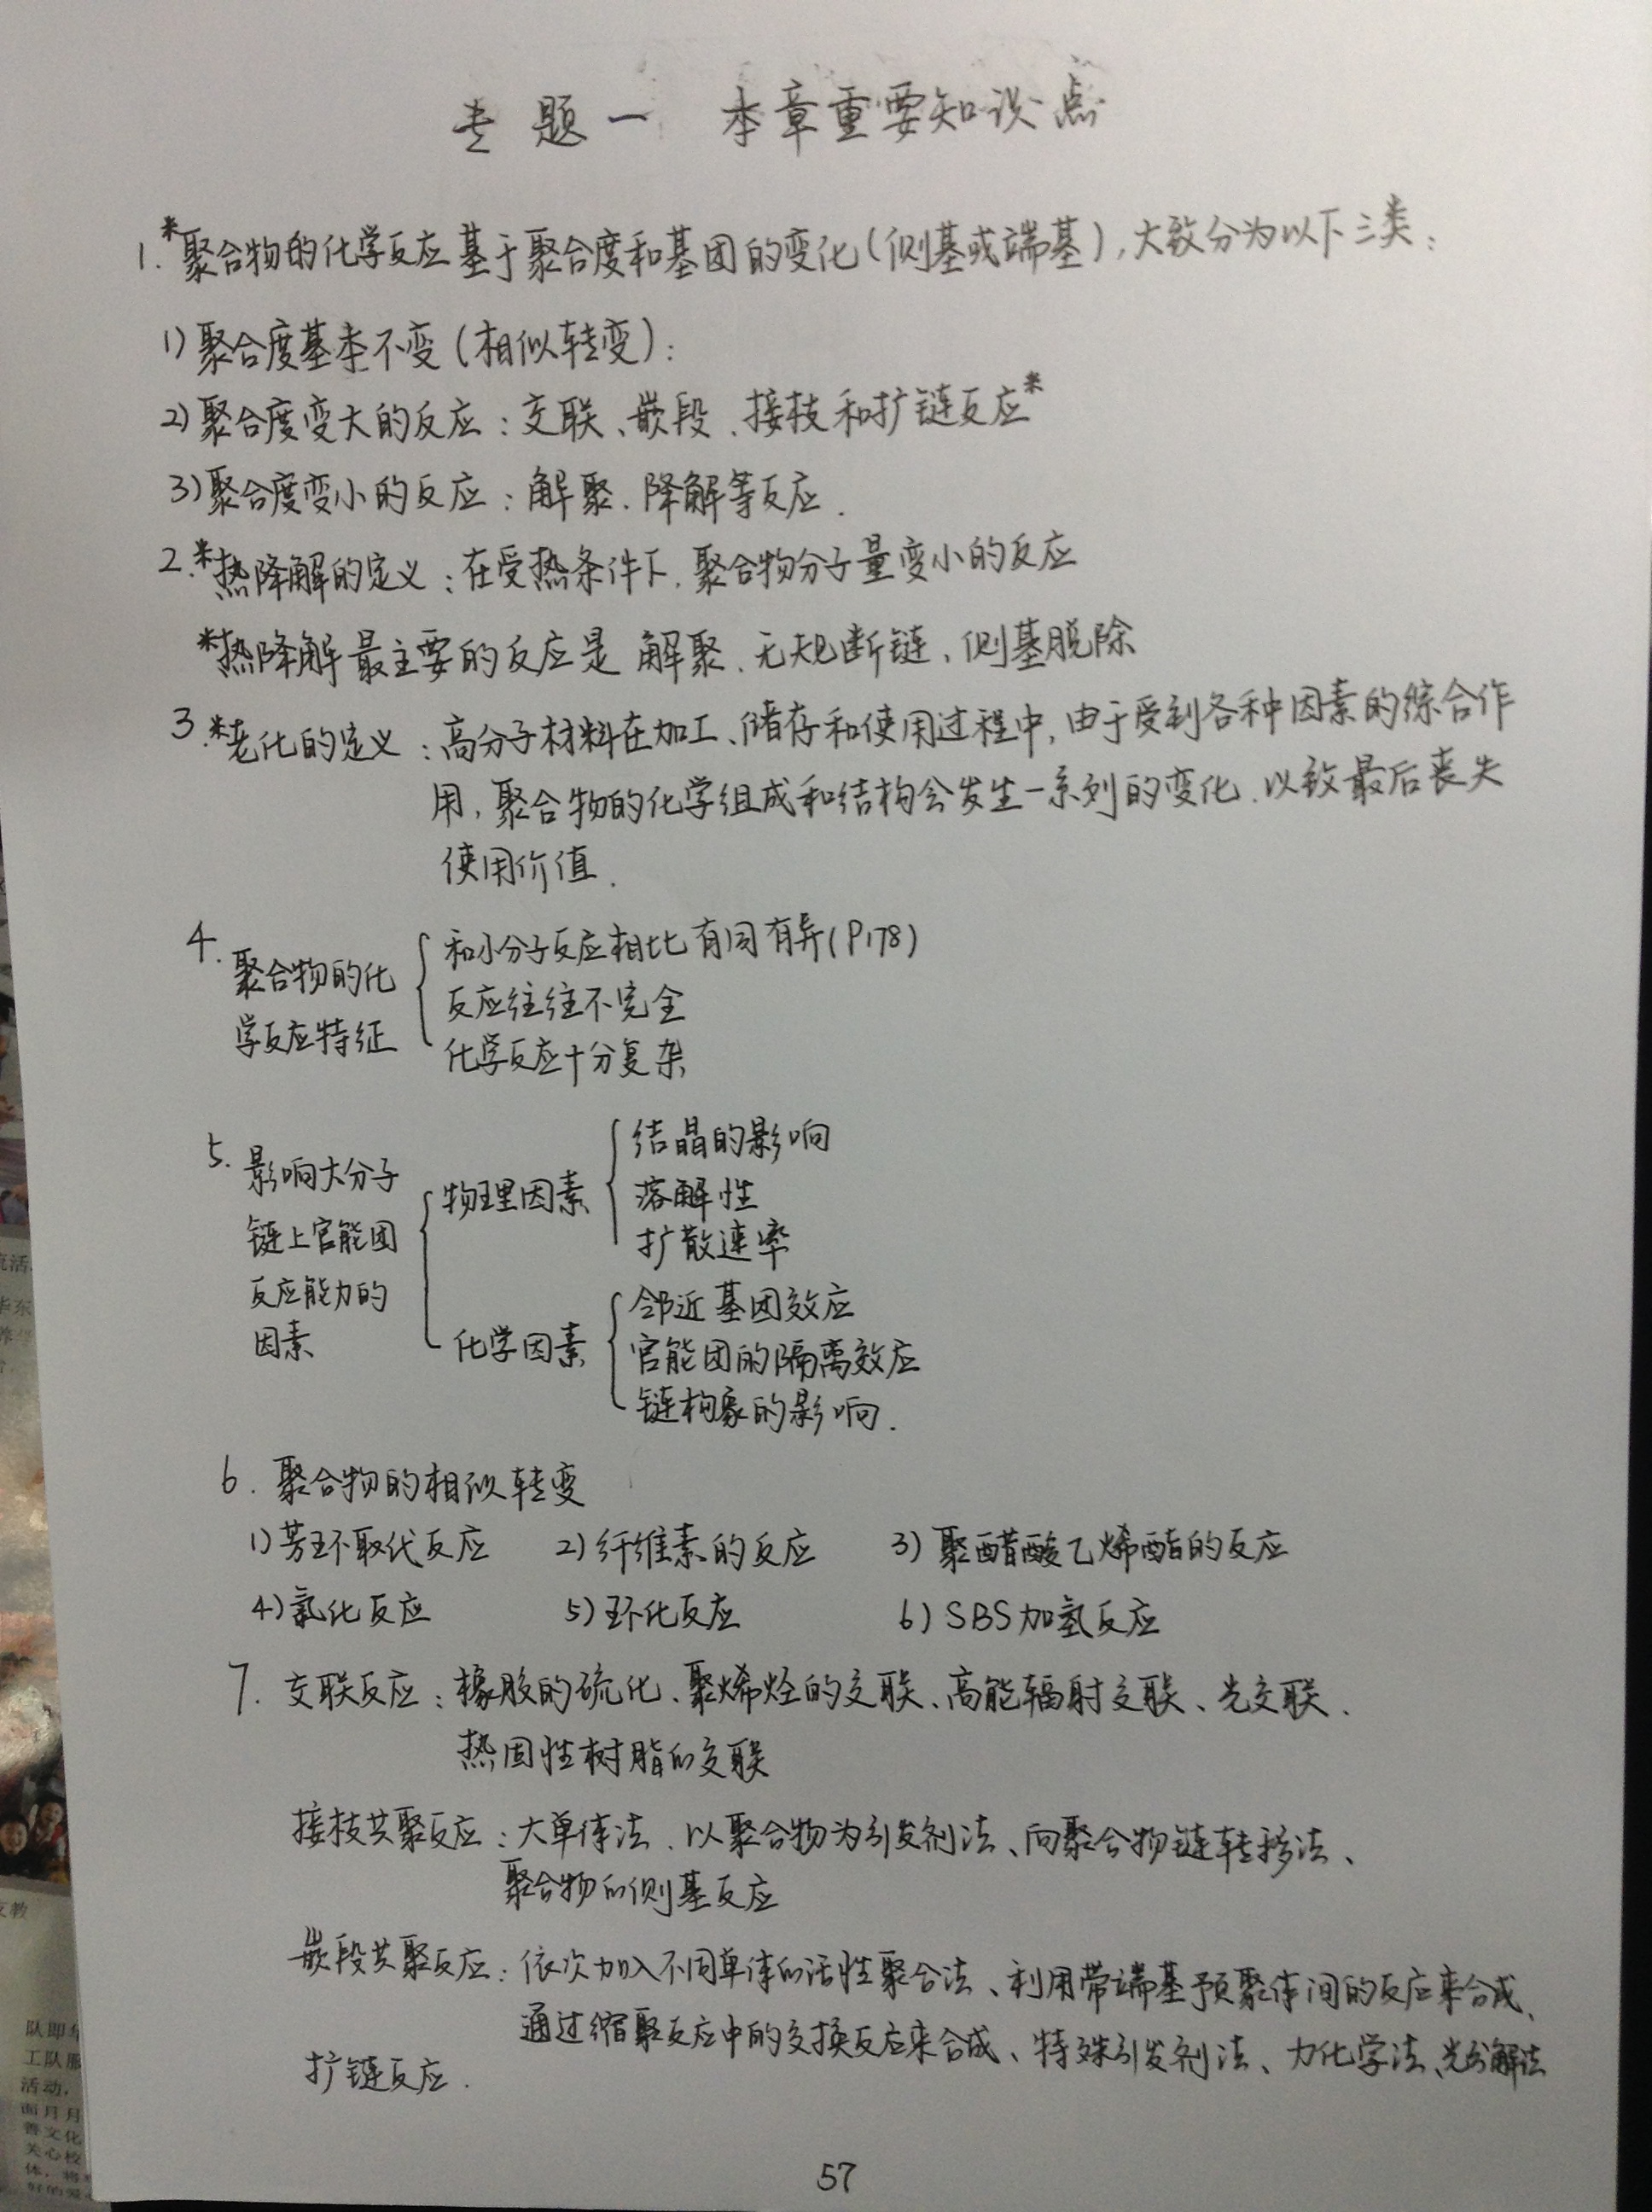 专题一 本章重要知识点
1.*聚合物的化学反应基于聚合度和基团的变化(侧基或端基),大致分为以下三类:
1)聚合度基本不变(相似转变):
2)聚合度变大的反应:交联、嵌段、接枝和扩链反应*
3)聚合度变小的反应:解聚、降解等反应.
2.*热降解的定义:在受热条件下,聚合物分子量变小的反应
*热降解最主要的反应是 解聚、无规断链、侧基脱除
3.*老化的定义:高分子材料在加工、储存和使用过程中,由于受到各种因素的综合作
用,聚合物的化学组成和结构会发生一系列的变化、以致最后丧失
使用价值.
4.聚合物的化
学反应特征
和小分子反应相比有同有异(P178)
反应往往不完全
化学反应十分复杂
5.影响大分子
链上官能团
反应能力的
因素
物理因素
结晶的影响
溶解性
扩散速率
化学因素
邻近基团效应
官能团的隔离效应
链构象的影响.
6.聚合物的相似转变
1)芳环取代反应 2)纤维素的反应 3)聚醋酸乙烯酯的反应
4)氯化反应 5)环化反应 6)SBS加氢反应
7.交联反应:橡胶的硫化、聚烯烃的交联、高能辐射交联、光交联、
热固性树脂的交联
接枝共聚反应:大单体法、以聚合物为引发剂法、向聚合物链转移法、
聚合物的侧基反应
嵌段共聚反应:依次加入不同单体的活性聚合法、利用带端基预聚体间的反应来合成、
通过缩聚反应中的交换反应来合成、特殊引发剂法、力化学法、光分解法
扩链反应.
57
队即
工队服
活动,
面月月
善文化
关心校
体,
好的